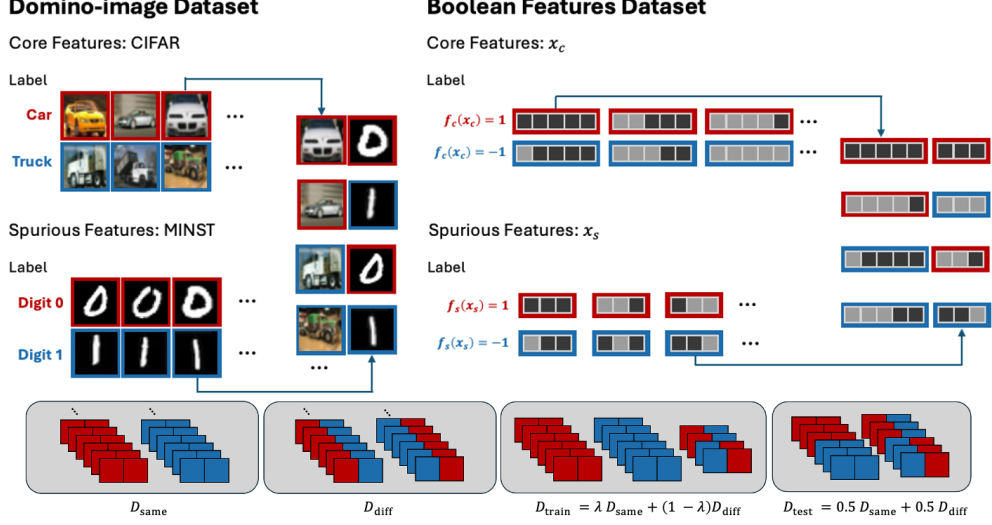 Domino-image Dataset
Core Features: CIFAR
Label
Car
...
Truck
...
Spurious Features: MINST
Label
Digit 0
...
Digit 1
...
...
Boolean Features Dataset
Core Features: x_c
Label
f_c(x_c) = 1
...
f_c(x_c) = −1
...
Spurious Features: x_s
Label
f_s(x_s) = 1
...
f_s(x_s) = −1
...
D_same
D_diff
D_train = λ D_same + (1 − λ)D_diff
D_test = 0.5 D_same + 0.5 D_diff